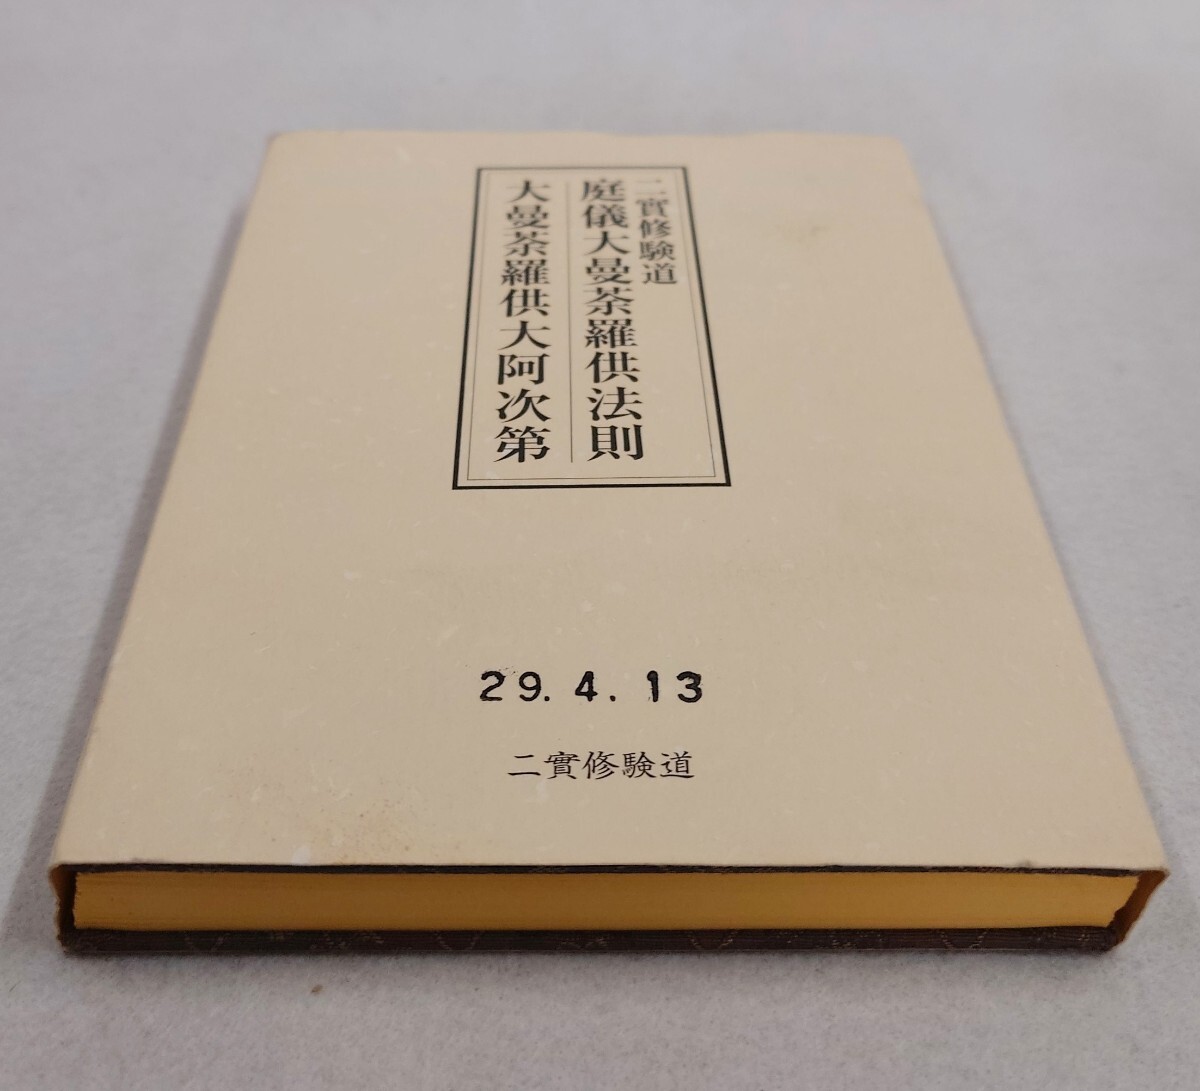 二實修験道
庭儀大曼荼羅供法則
大曼荼羅供大阿次第
29.4.13
二實修験道